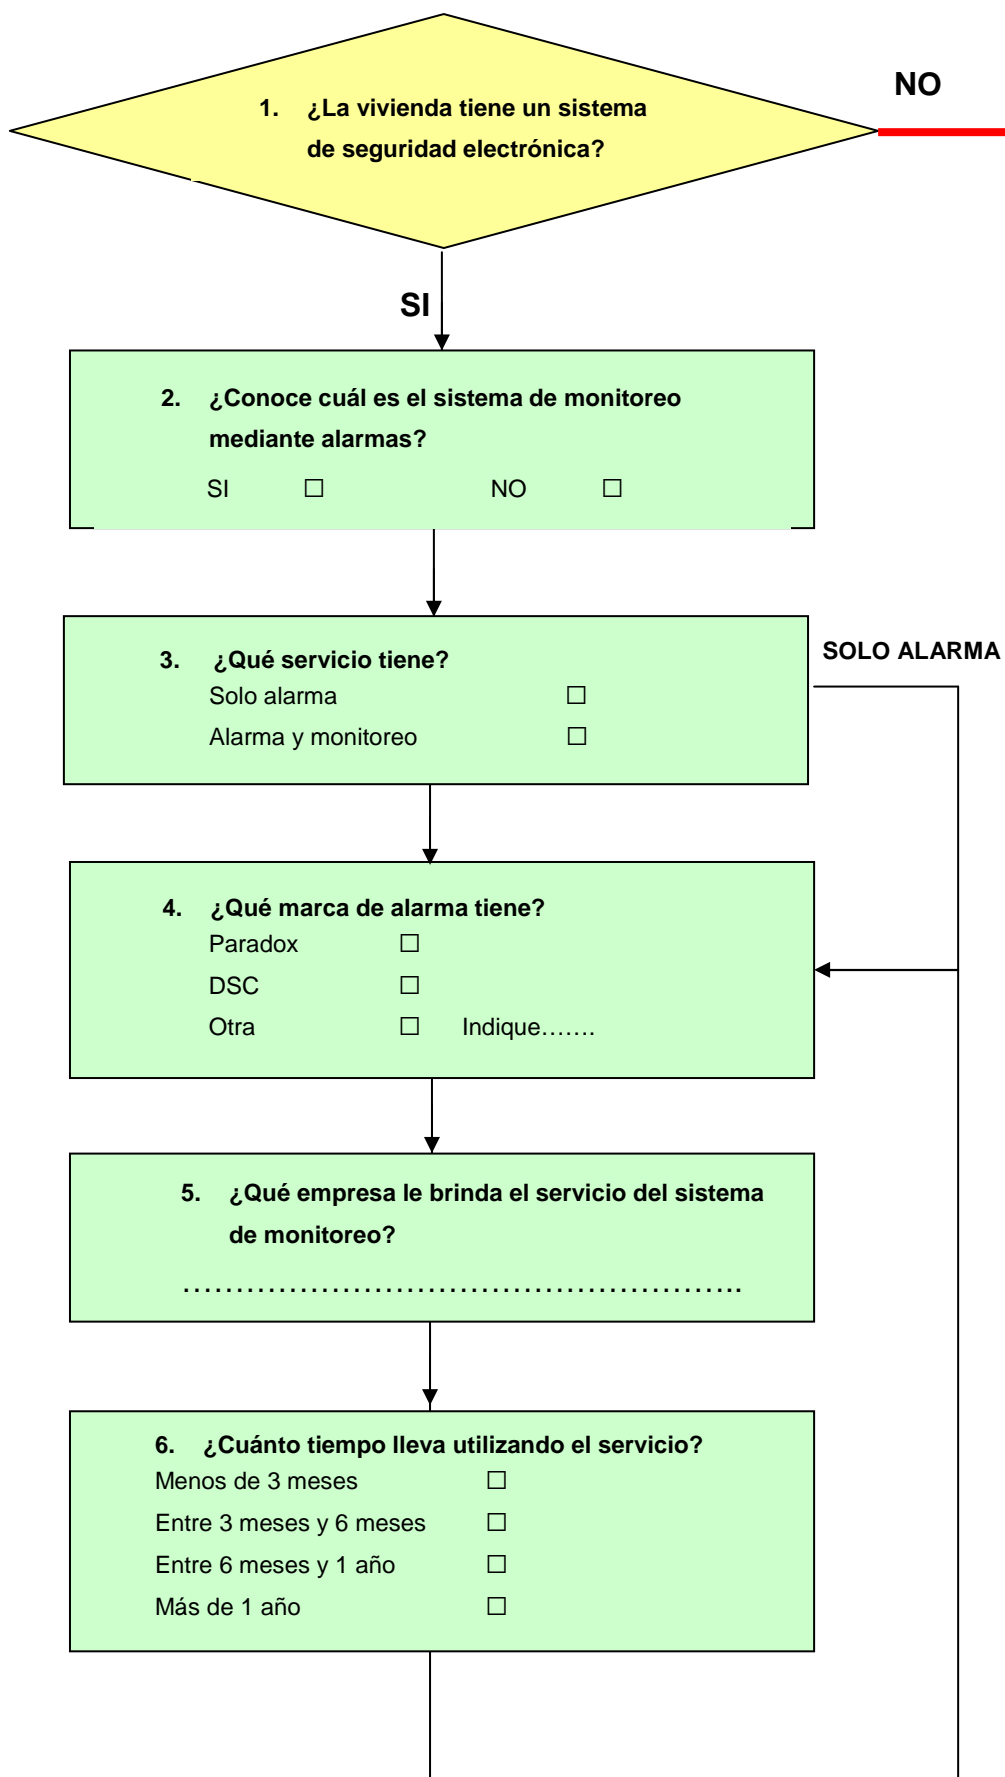 NO
1. ¿La vivienda tiene un sistema
de seguridad electrónica?
SI
2. ¿Conoce cuál es el sistema de monitoreo
mediante alarmas?
SI ☐ NO ☐
3. ¿Qué servicio tiene?
SOLO ALARMA
Solo alarma ☐
Alarma y monitoreo ☐
4. ¿Qué marca de alarma tiene?
Paradox ☐
DSC ☐
Otra ☐ Indique…….
5. ¿Qué empresa le brinda el servicio del sistema
de monitoreo?
……………………………………………….
6. ¿Cuánto tiempo lleva utilizando el servicio?
Menos de 3 meses ☐
Entre 3 meses y 6 meses ☐
Entre 6 meses y 1 año ☐
Más de 1 año ☐